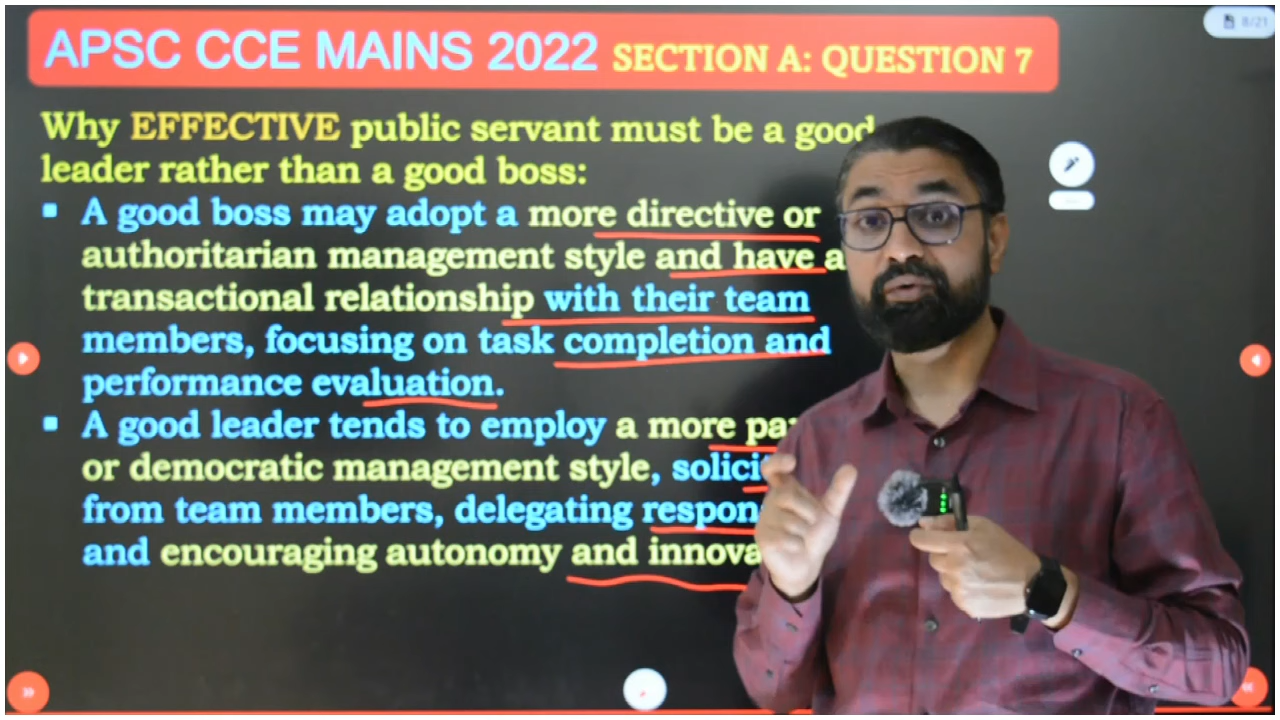 8/21
APSC CCE MAINS 2022 SECTION A: QUESTION 7
Why EFFECTIVE public servant must be a good
leader rather than a good boss:
A good boss may adopt a more directive or
authoritarian management style and have a
transactional relationship with their team
members, focusing on task completion and
performance evaluation.
A good leader tends to employ a more
or democratic management style,
from team members, delegating
and encouraging autonomy and